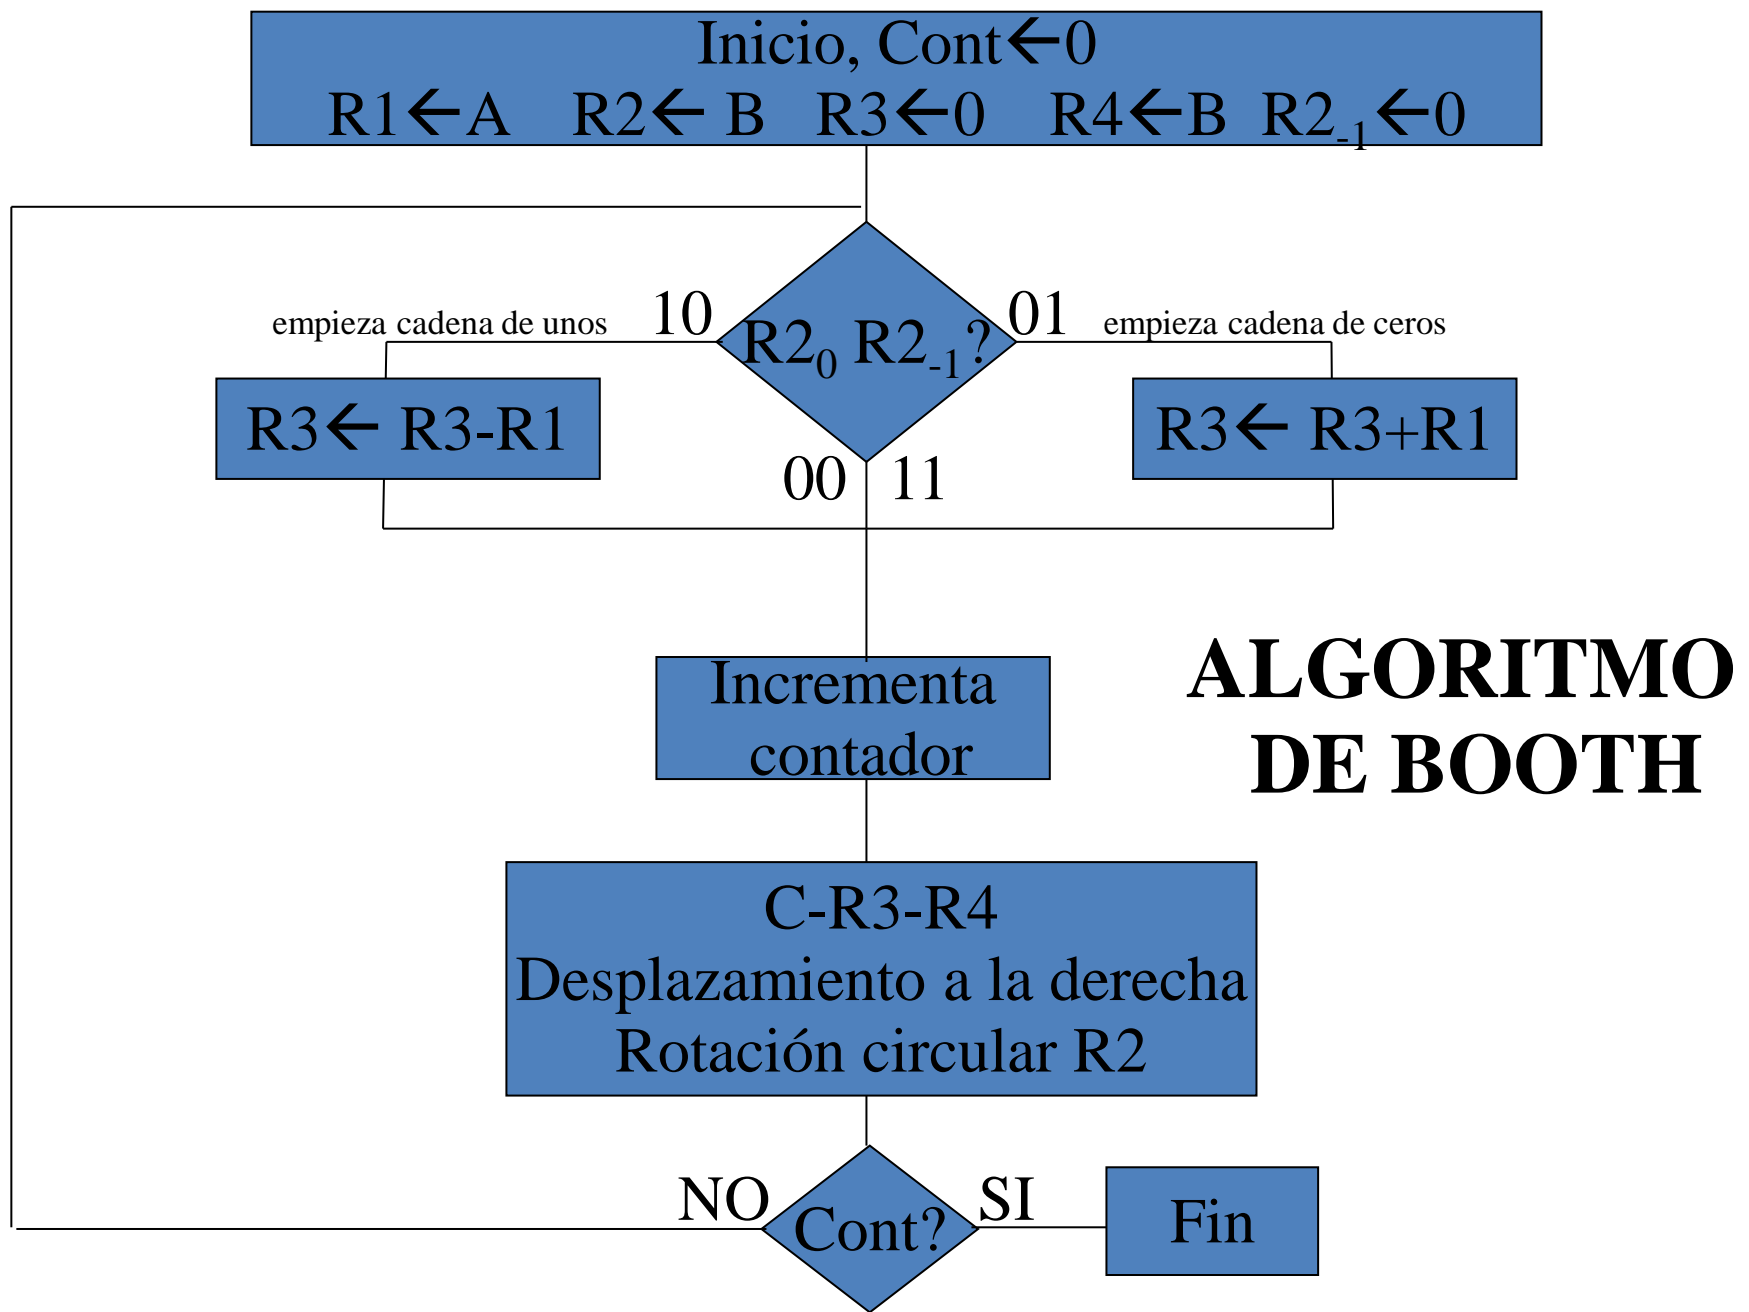 Inicio, Cont←0
R1←A R2← B R3←0 R4←B R2-1←0
10
01
empieza cadena de unos
empieza cadena de ceros
R20 R2-1?
R3← R3-R1
R3← R3+R1
00 11
Incrementa
contador
ALGORITMO
DE BOOTH
C-R3-R4
Desplazamiento a la derecha
Rotación circular R2
NO
SI
Cont?
Fin